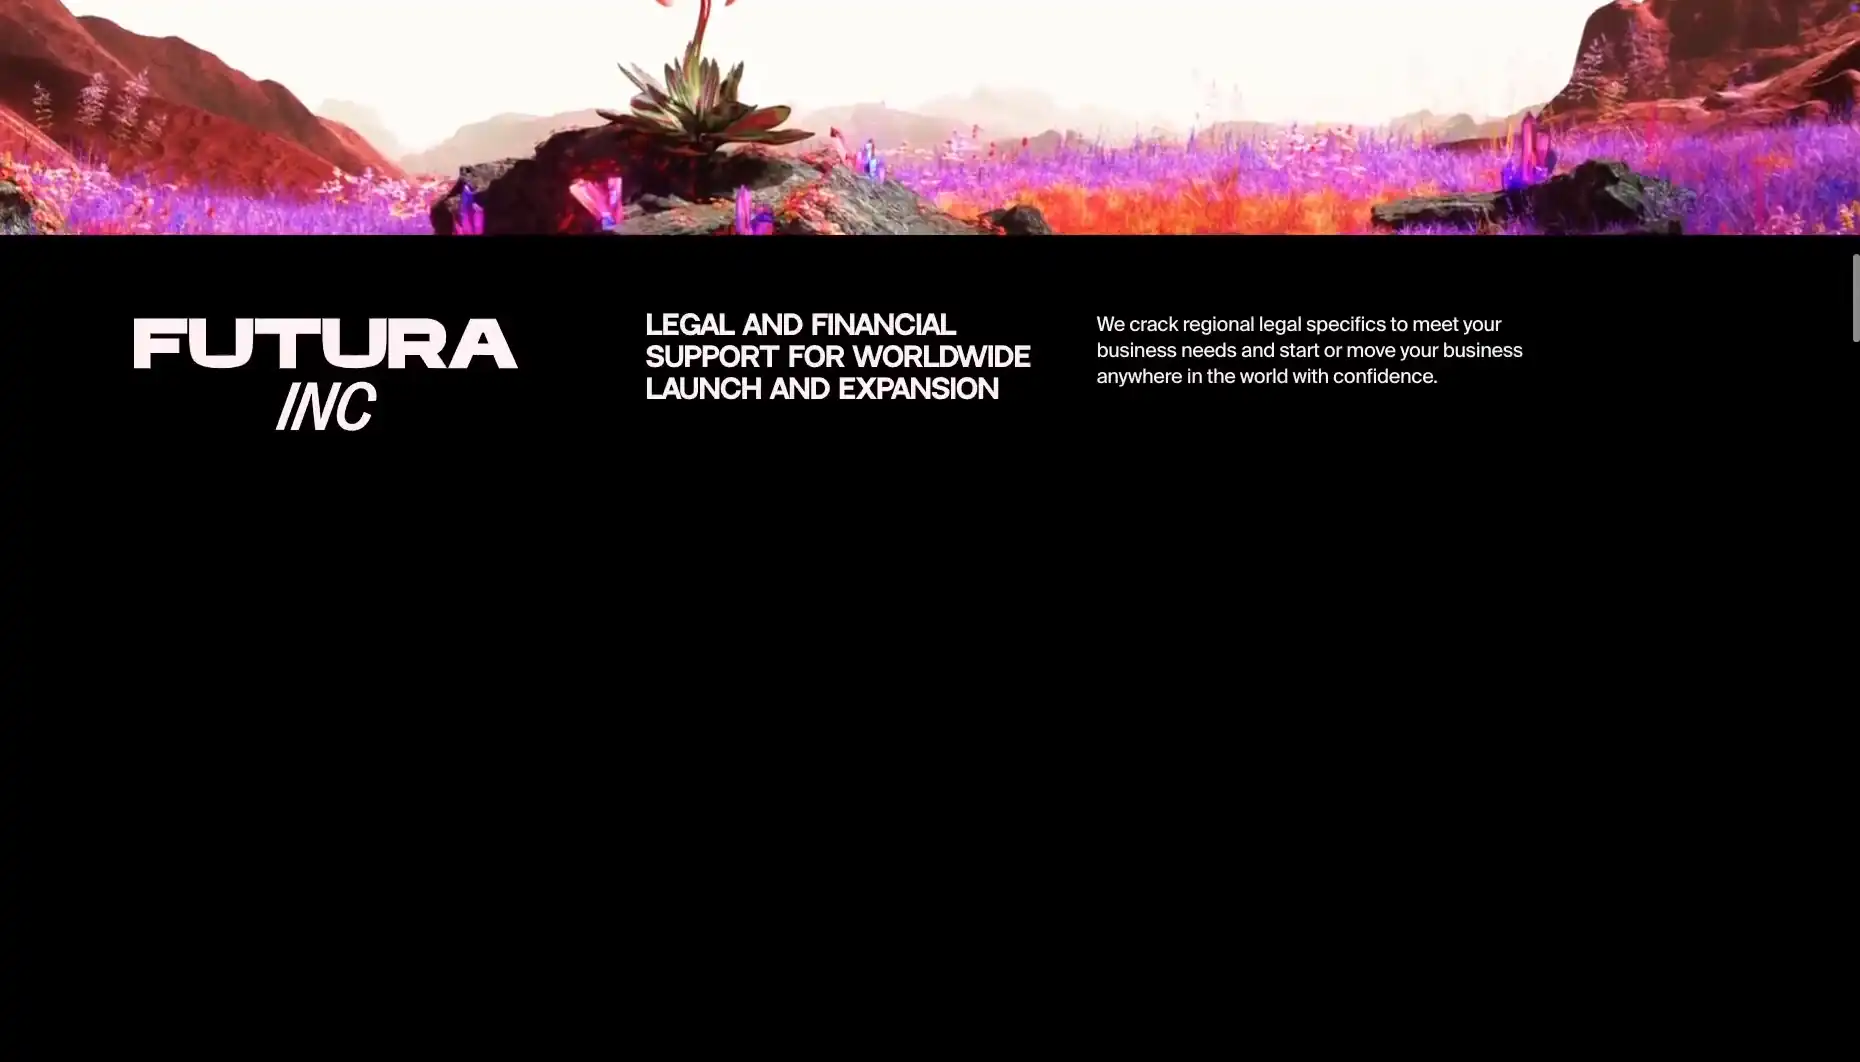 FUTURA
INC
LEGAL AND FINANCIAL
SUPPORT FOR WORLDWIDE
LAUNCH AND EXPANSION
We crack regional legal specifics to meet your
business needs and start or move your business
anywhere in the world with confidence.